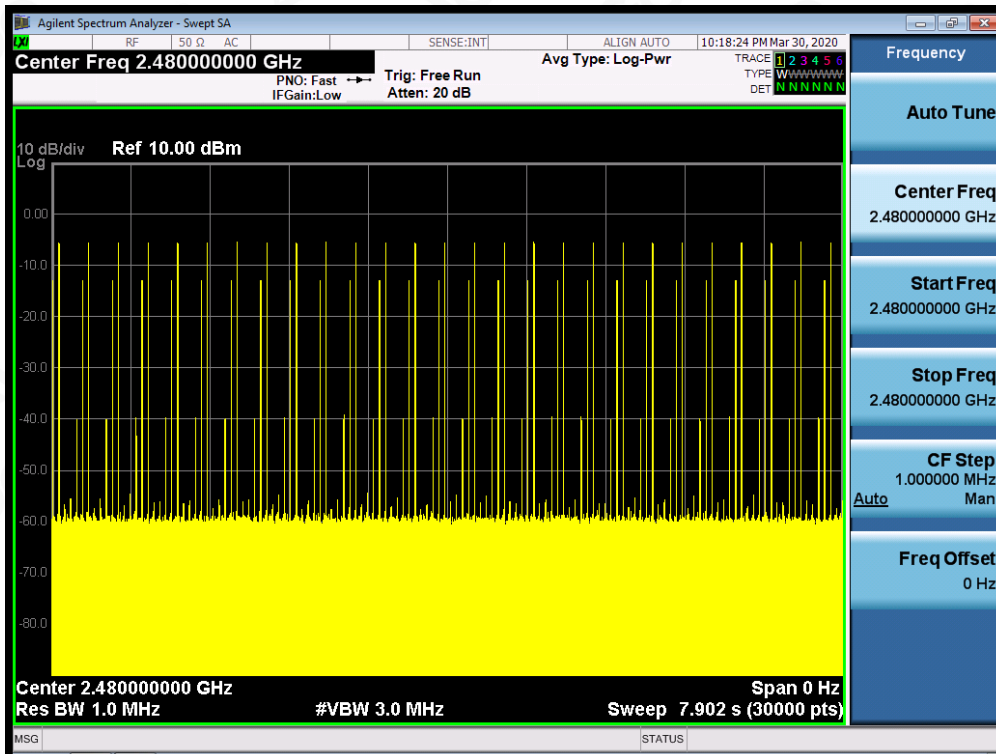 Agilent Spectrum Analyzer - Swept SA
LXI RF 50 Ω AC SENSE:INT ALIGN AUTO 10:18:24 PM Mar 30, 2020
Center Freq 2.480000000 GHz
PNO: Fast
IFGain:Low
Trig: Free Run
Atten: 20 dB
Avg Type: Log-Pwr
TRACE 1 2 3 4 5 6
TYPE WWWWWW
DET N N N N N N
10 dB/div Ref 10.00 dBm
Log
0.00
-10.0
-20.0
-30.0
-40.0
-50.0
-60.0
-70.0
-80.0
Center 2.480000000 GHz Span 0 Hz
Res BW 1.0 MHz #VBW 3.0 MHz Sweep 7.902 s (30000 pts)
MSG STATUS
Frequency
Auto Tune
Center Freq
2.480000000 GHz
Start Freq
2.480000000 GHz
Stop Freq
2.480000000 GHz
CF Step
1.000000 MHz
Auto Man
Freq Offset
0 Hz